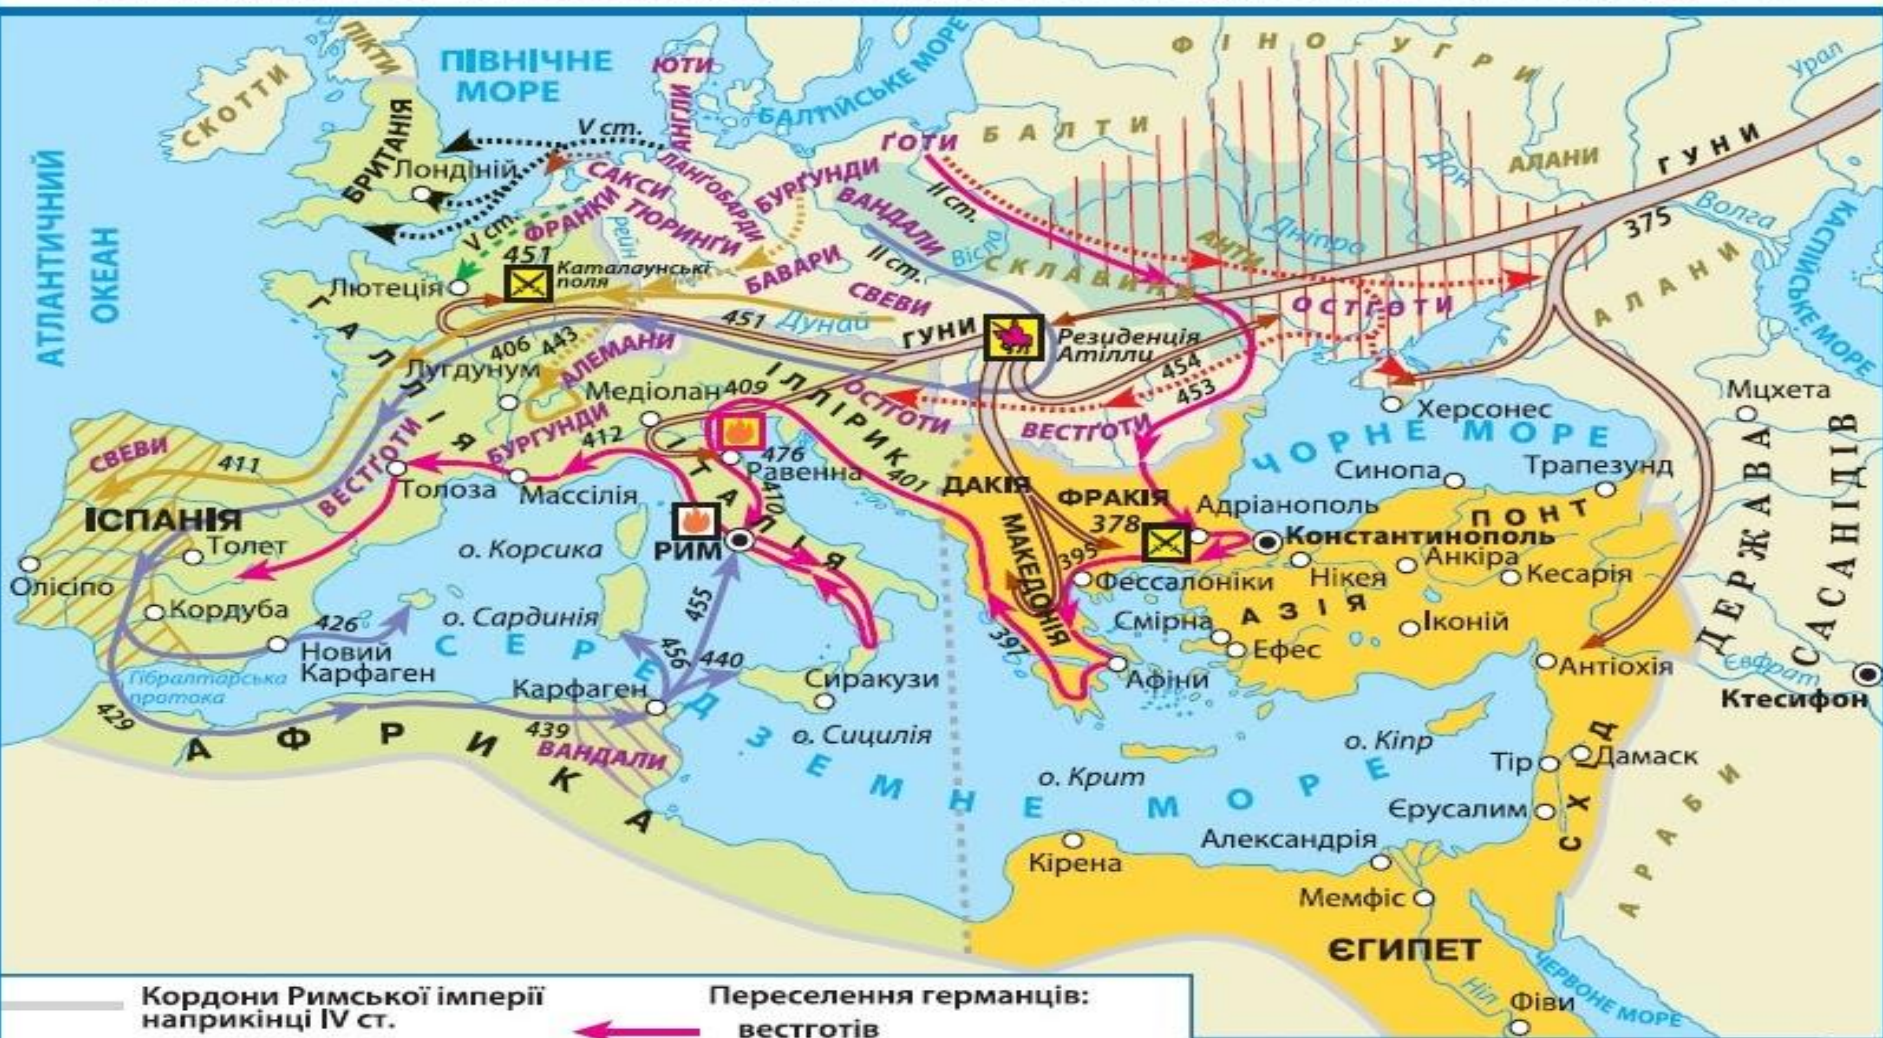 ПІКТИ
СКОТТИ
ПІВНІЧНЕ
МОРЕ
ЮТИ
АНГЛИ
БАЛТІЙСЬКЕ МОРЕ
ФІНО-УГРИ
Урал
БРИТАНІЯ
Лондіній
V ст.
САКСИ
ЛАНГОБАРДИ
БУРГУНДИ
ВАНДАЛИ
ҐОТИ
БАЛТИ
Дон
АЛАНИ
ГУНИ
375
Волга
КАСПІЙСЬКЕ МОРЕ
АТЛАНТИЧНИЙ
ОКЕАН
V ст.
ФРАНКИ
ТЮРИНГИ
Рейн
БАВАРИ
СВЕВИ
II ст.
II ст.
Вісла
СКЛАВИНИ
АНТИ
Дніпро
ОСТГОТИ
АЛАНИ
КАСПІЙСЬКЕ МОРЕ
451
Каталаунські
поля
Лютеція
ГАЛЛІЯ
406
443
451
Дунай
ГУНИ
Резиденція
Атілли
454
453
Лугдунум
АЛЕМАНИ
Медіолан
409
ІЛЛІРИК
ОСТГОТИ
ВЕСТГОТИ
Херсонес
Мцхета
ЧОРНЕ МОРЕ
СВЕВИ
411
ВЕСТГОТИ
БУРГУНДИ
412
476
Равенна
401
410
ІТАЛІЯ
Толоза
Массілія
ДАКІЯ
ФРАКІЯ
378
Адріанополь
Константинополь
Синопа
Трапезунд
ПОНТ
ДЕРЖАВА
САСАНІДІВ
ІСПАНІЯ
Толет
Олісіпо
Кордуба
426
Новий
Карфаген
о. Корсика
РИМ
о. Сардинія
455
456
440
МАКЕДОНІЯ
395
Фессалоніки
397
Афіни
Нікея
Анкіра
Кесарія
АЗІЯ
Смірна
Ефес
Іконій
Антіохія
Євфрат
Ктесифон
Гібралтарська
протока
429
АФРИКА
Карфаген
439
ВАНДАЛИ
Сиракузи
о. Сицилія
СЕРЕДЗЕМНЕ МОРЕ
о. Крит
о. Кіпр
Тір
Дамаск
СХІД
Єрусалим
АРАБИ
Кірена
Александрія
Мемфіс
ЄГИПЕТ
Ніл
ЧЕРВОНЕ МОРЕ
Фіви
Кордони Римської імперії
наприкінці IV ст.
Переселення германців:
вестготів